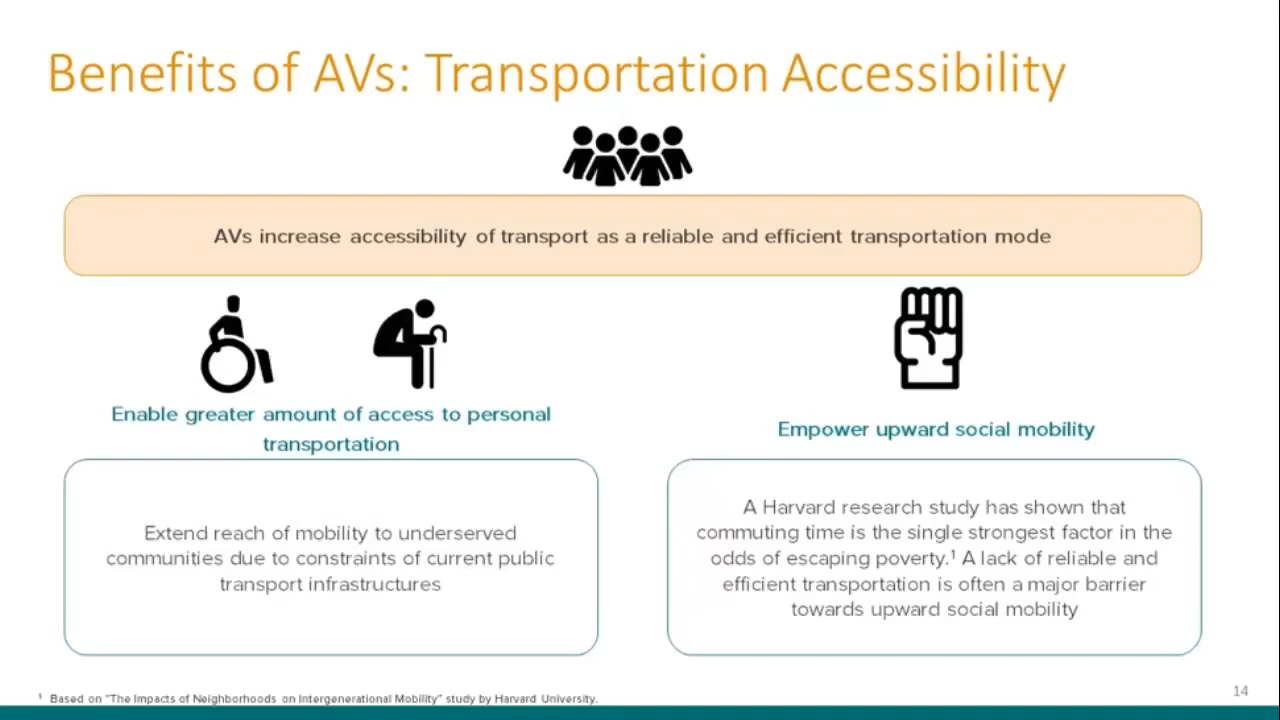 Benefits of AVs: Transportation Accessibility
AVs increase accessibility of transport as a reliable and efficient transportation mode
Enable greater amount of access to personal
transportation
Extend reach of mobility to underserved
communities due to constraints of current public
transport infrastructures
Empower upward social mobility
A Harvard research study has shown that
commuting time is the single strongest factor in the
odds of escaping poverty.¹ A lack of reliable and
efficient transportation is often a major barrier
towards upward social mobility
¹ Based on "The Impacts of Neighborhoods on Intergenerational Mobility" study by Harvard University.
14